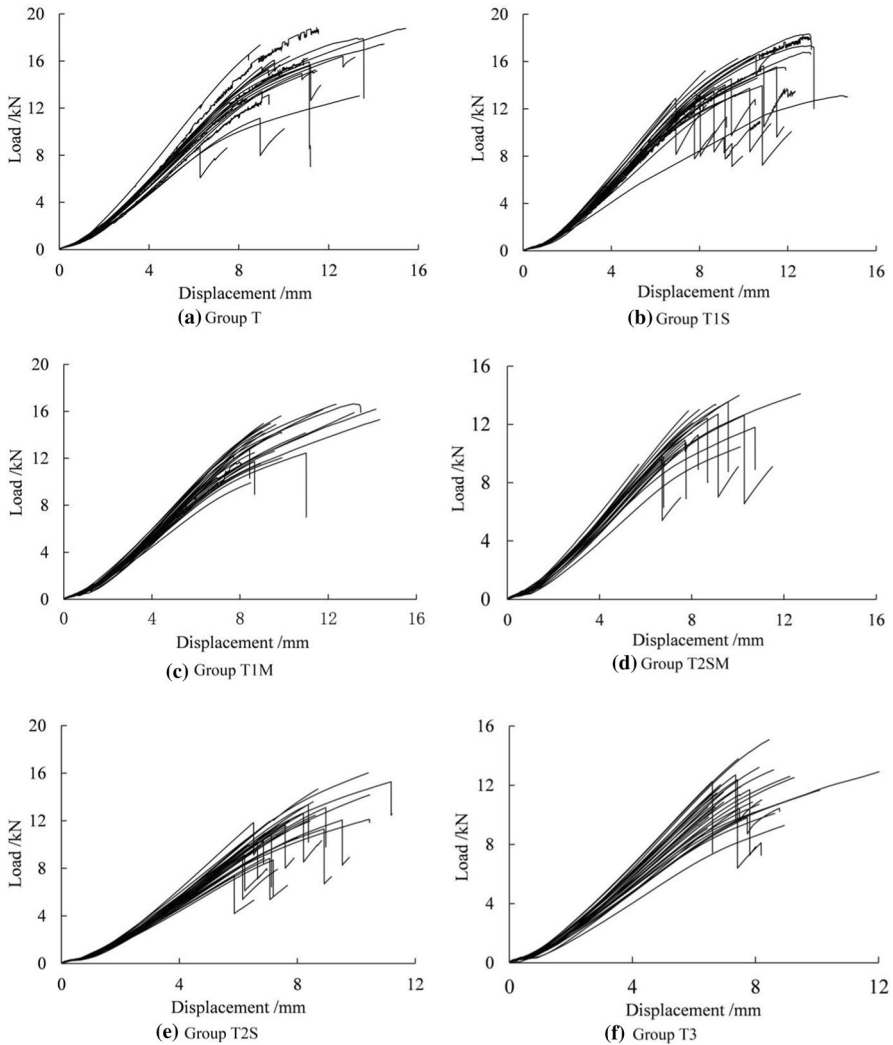 20
16
12
8
4
0
Load /kN
0 4 8 12 16
Displacement /mm
(a) Group T
20
16
12
8
4
0
Load /kN
0 4 8 12 16
Displacement /mm
(b) Group T1S
20
16
12
8
4
0
Load /kN
0 4 8 12 16
Displacement /mm
(c) Group T1M
16
12
8
4
0
Load /kN
0 4 8 12 16
Displacement /mm
(d) Group T2SM
20
16
12
8
4
0
Load /kN
0 4 8 12
Displacement /mm
(e) Group T2S
16
12
8
4
0
Load /kN
0 4 8 12
Displacement /mm
(f) Group T3